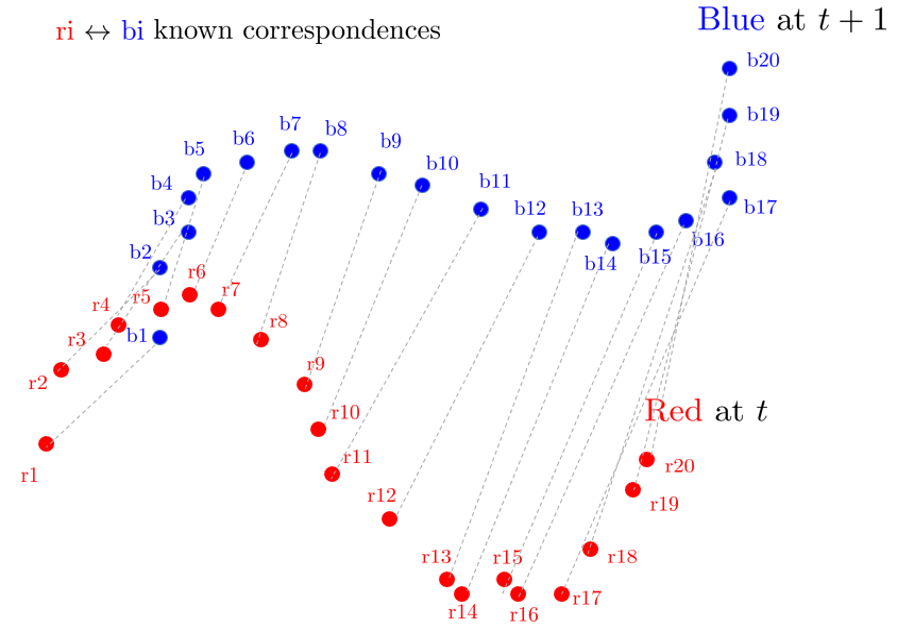 Blue at t + 1
ri ↔ bi known correspondences
b20
b19
b7
b8
b6
b9
b5
b18
b10
b4
b11
b17
b3
b12
b13
b16
b2
b15
b14
r6
r5
r7
r4
b1
r8
r3
r9
r2
r10
Red at t
r11
r20
r1
r12
r19
r13
r15
r18
r17
r14
r16